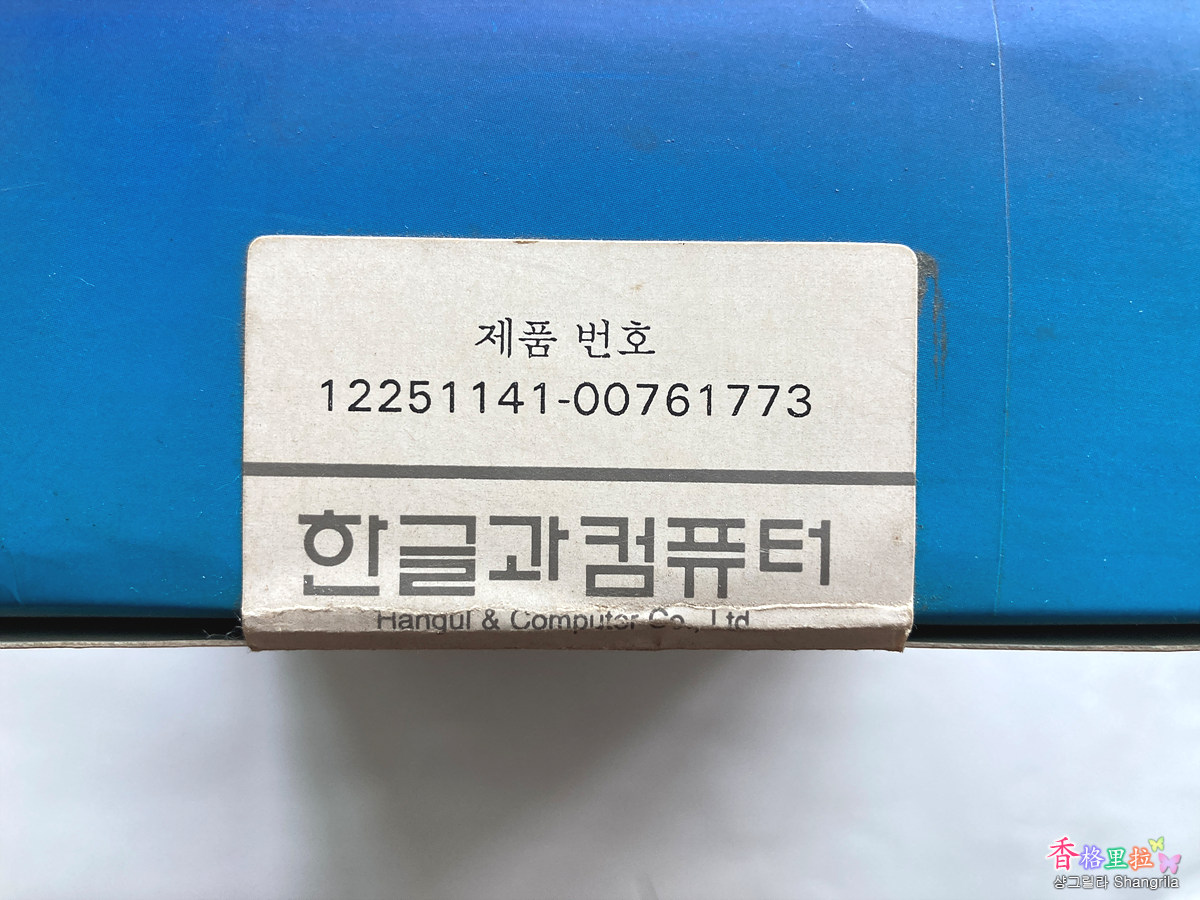 제품 번호
12251141-00761773
한글과컴퓨터
Hangul & Computer Co., Ltd
香格里拉
샹그릴라 Shangrila